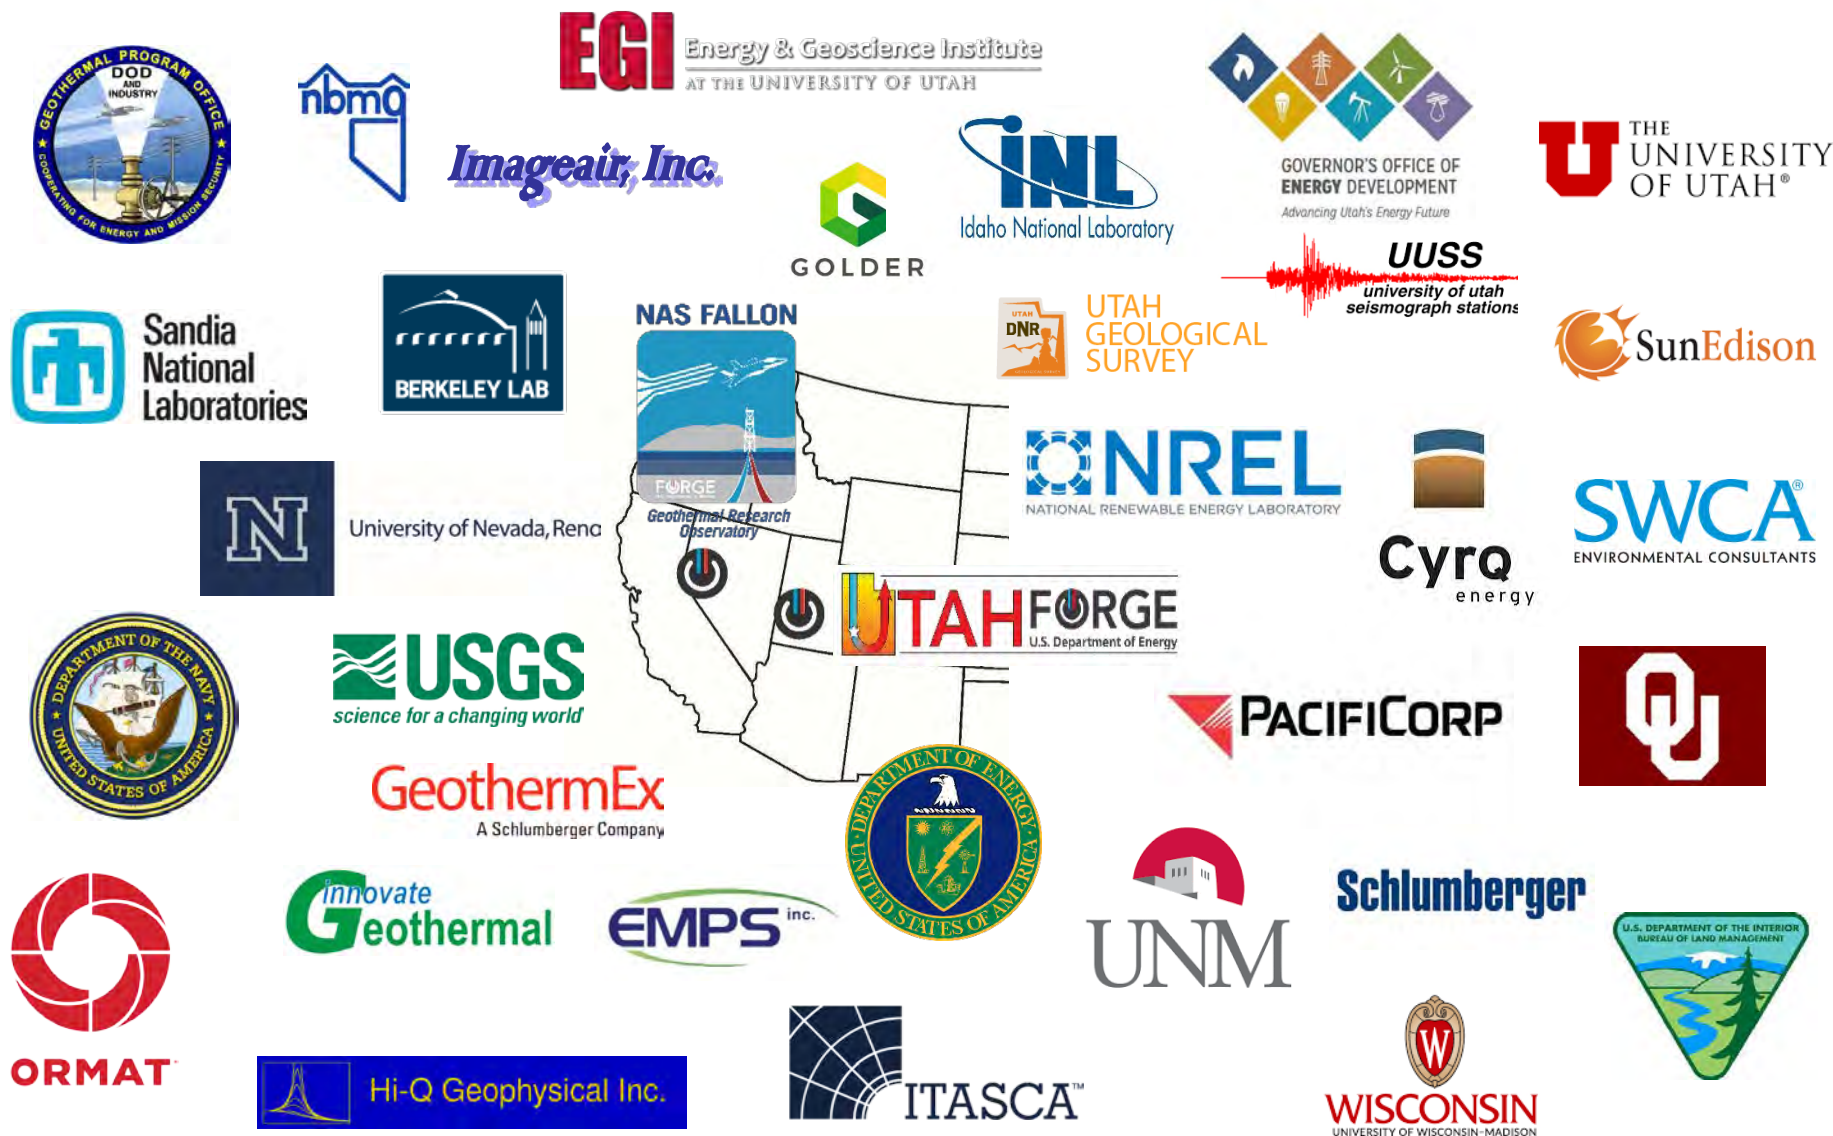 EGI Energy & Geoscience Institute
AT THE UNIVERSITY OF UTAH
GEOTHERMAL PROGRAM OFFICE
DOD
AND
INDUSTRY
COOPERATING FOR ENERGY AND MISSION SECURITY
nbmg
Imageair, Inc.
GOLDER
INL
Idaho National Laboratory
GOVERNOR'S OFFICE OF
ENERGY DEVELOPMENT
Advancing Utah's Energy Future
THE
UNIVERSITY
OF UTAH®
UUSS
university of utah
seismograph stations
Sandia
National
Laboratories
BERKELEY LAB
NAS FALLON
FORGE
Geothermal Research
Observatory
UTAH
DNR
UTAH
GEOLOGICAL
SURVEY
SunEdison
N
University of Nevada, Reno
NREL
NATIONAL RENEWABLE ENERGY LABORATORY
Cyrq
energy
SWCA®
ENVIRONMENTAL CONSULTANTS
UTAH FORGE
U.S. Department of Energy
DEPARTMENT OF THE NAVY
UNITED STATES OF AMERICA
USGS
science for a changing world
PACIFICORP
OU
GeothermEx
A Schlumberger Company
DEPARTMENT OF ENERGY
UNITED STATES OF AMERICA
UNM
Schlumberger
ORMAT
innovate
Geothermal
EMPS inc.
U.S. DEPARTMENT OF THE INTERIOR
BUREAU OF LAND MANAGEMENT
Hi-Q Geophysical Inc.
ITASCA™
W
WISCONSIN
UNIVERSITY OF WISCONSIN–MADISON